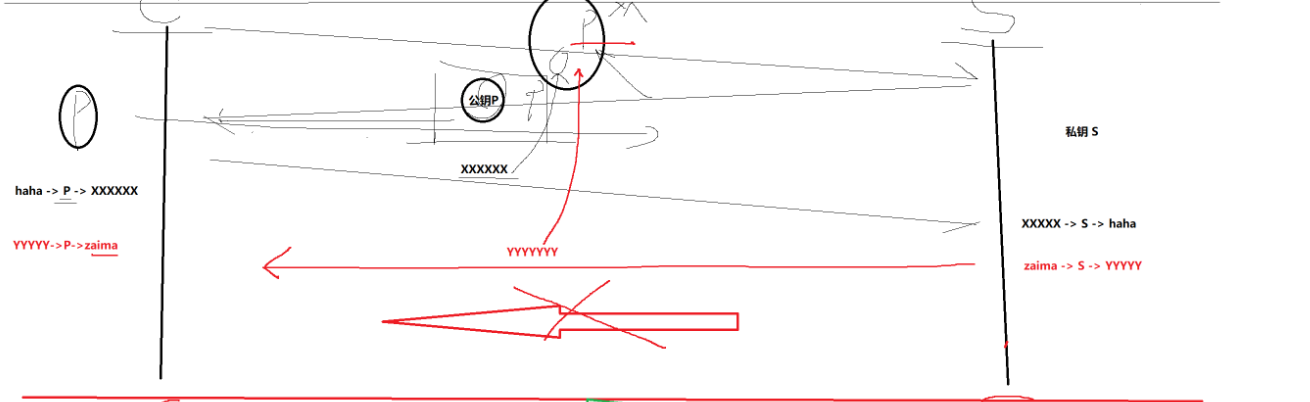 P
公钥P
P
私钥 S
XXXXXX
haha -> P -> XXXXXX
XXXXX -> S -> haha
YYYYY->P->zaima
YYYYYYY
zaima -> S -> YYYYY